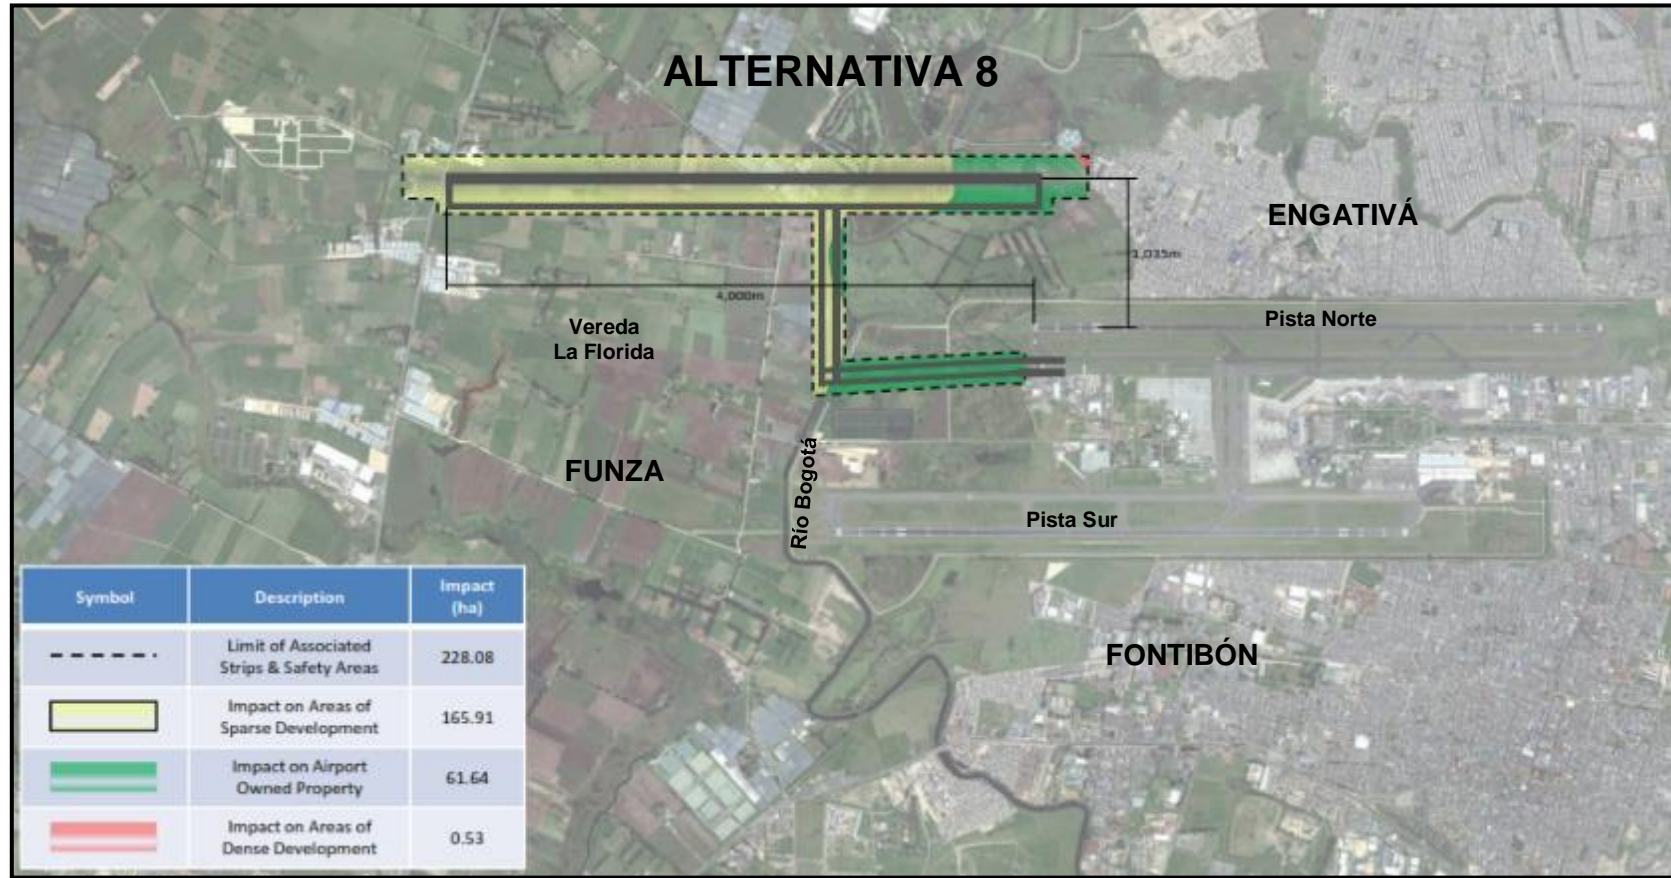 ALTERNATIVA 8
ENGATIVÁ
1,035m
4,000m
Pista Norte
Vereda
La Florida
FUNZA
Río Bogotá
Pista Sur
FONTIBÓN
Symbol Description Impact
(ha)
Limit of Associated
Strips & Safety Areas 228.08
Impact on Areas of
Sparse Development 165.91
Impact on Airport
Owned Property 61.64
Impact on Areas of
Dense Development 0.53